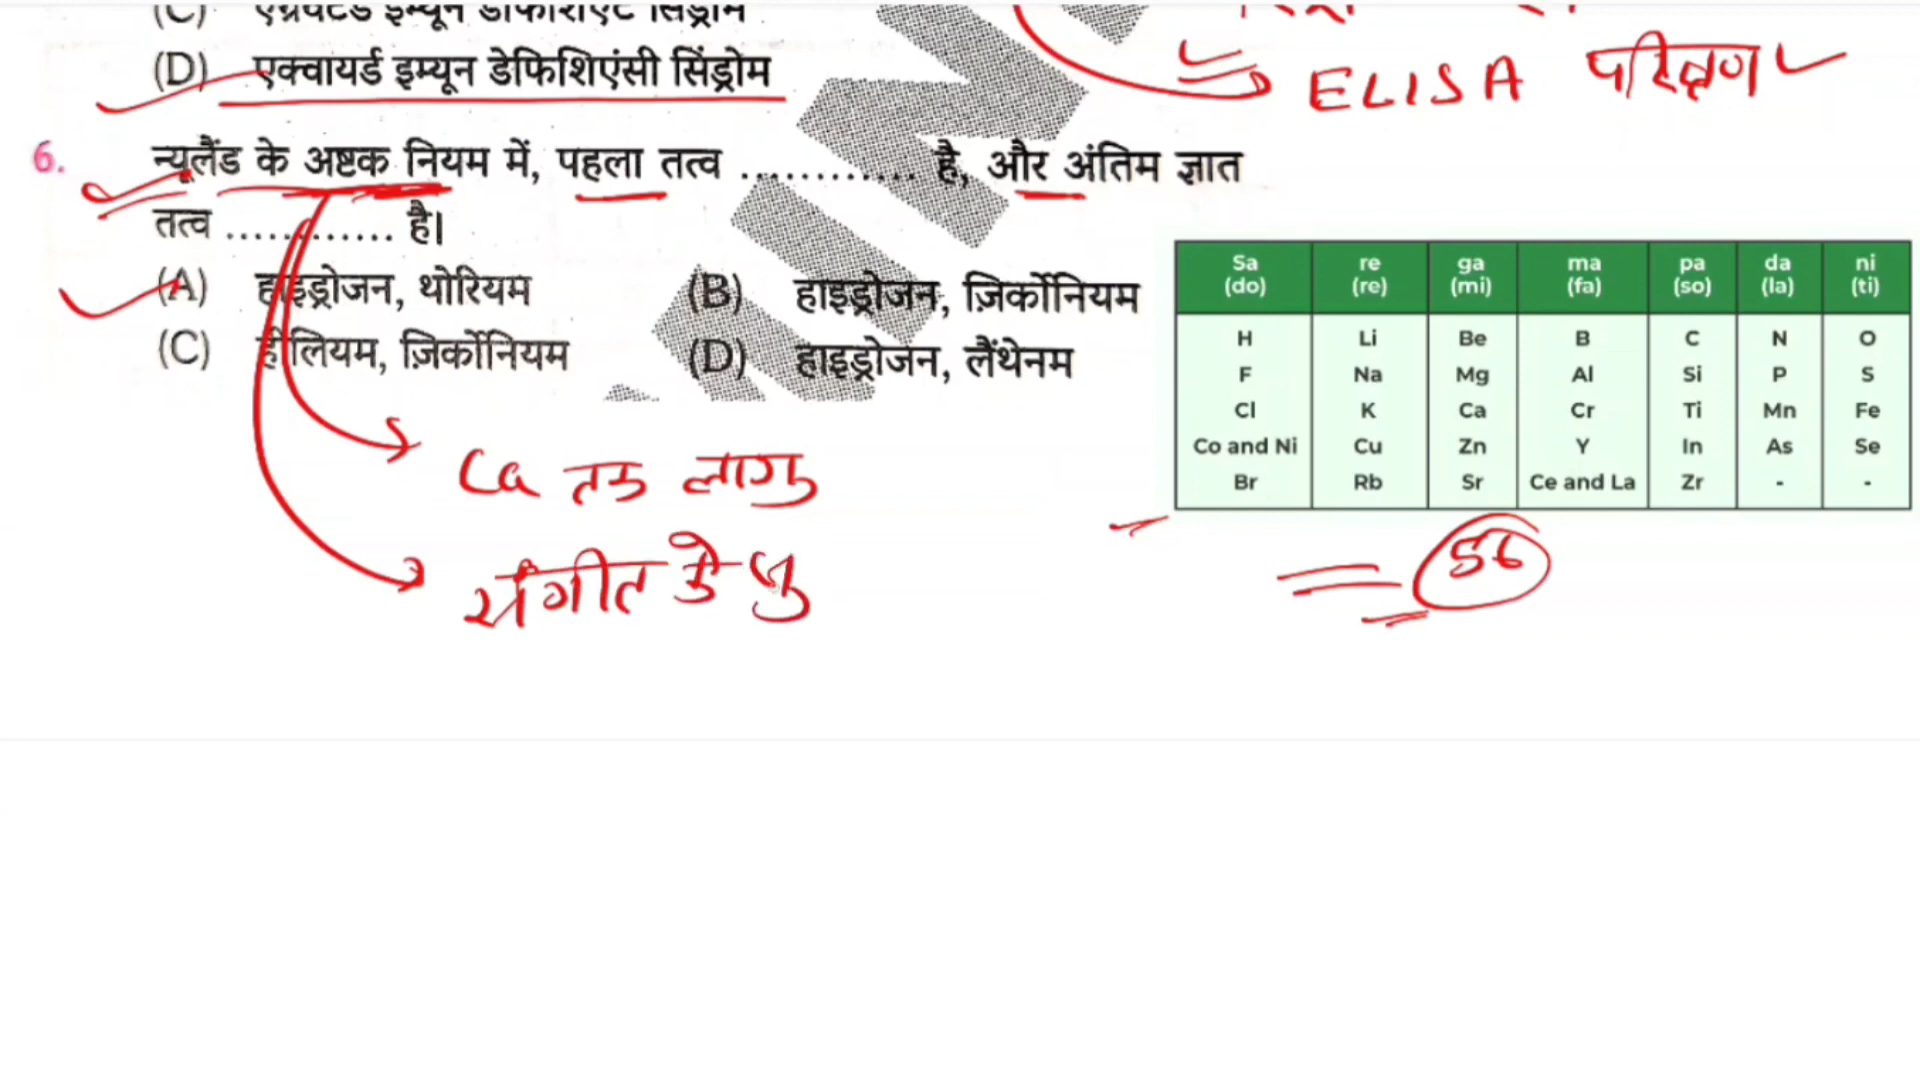 (C) एग्रेवेटेड इम्यून डेफिशिएंट सिंड्रोम
(D) एक्वायर्ड इम्यून डेफिशिएंसी सिंड्रोम
ELISA परिक्षण
6. न्यूलैंड के अष्टक नियम में, पहला तत्व ............ है, और अंतिम ज्ञात
तत्व ............ है।
(A) हाइड्रोजन, थोरियम
(B) हाइड्रोजन, ज़िर्कोनियम
(C) हीलियम, ज़िर्कोनियम
(D) हाइड्रोजन, लैंथेनम
Sa re ga ma pa da ni
(do) (re) (mi) (fa) (so) (la) (ti)
H Li Be B C N O
F Na Mg Al Si P S
Cl K Ca Cr Ti Mn Fe
Co and Ni Cu Zn Y In As Se
Br Rb Sr Ce and La Zr - -
Ca तक लागू
संगीत के
56